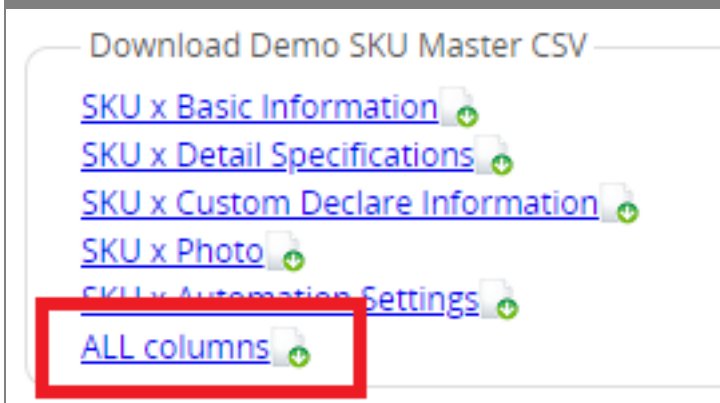 Download Demo SKU Master CSV
SKU x Basic Information
SKU x Detail Specifications
SKU x Custom Declare Information
SKU x Photo
SKU x Automation Settings
ALL columns